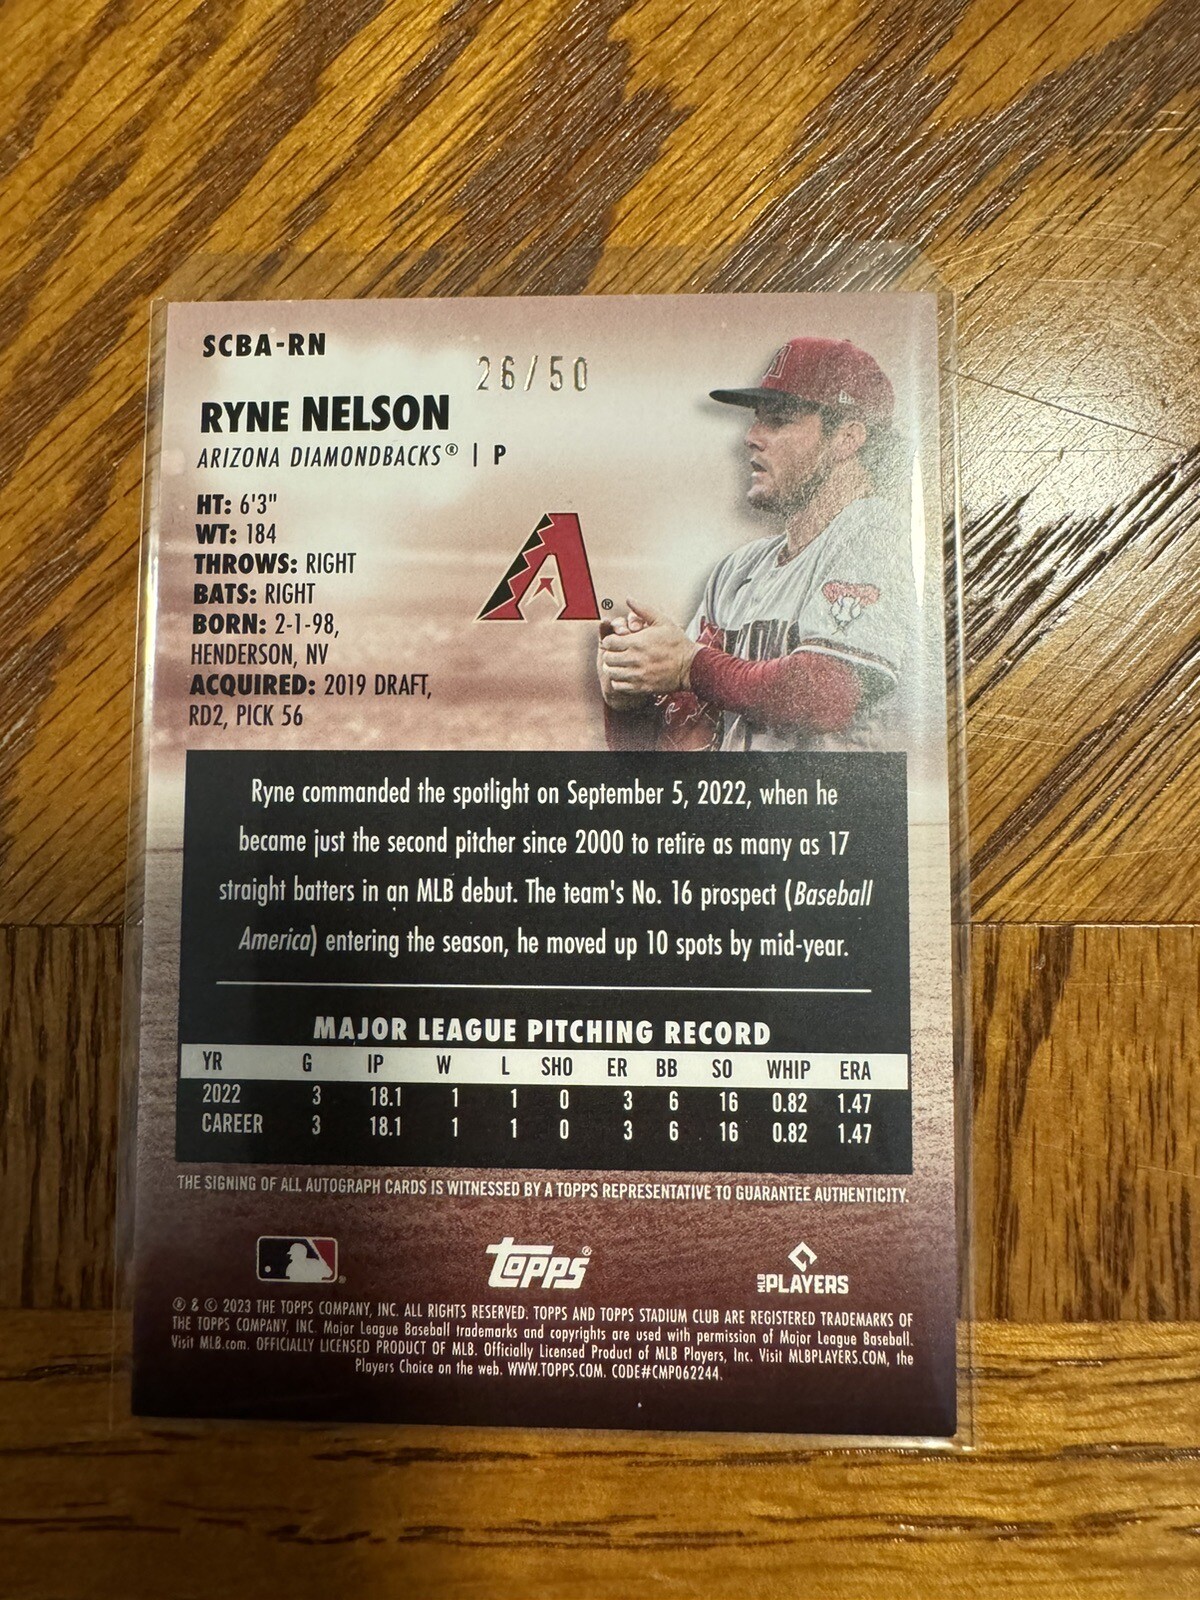 SCBA-RN
26/50
RYNE NELSON
ARIZONA DIAMONDBACKS® | P
HT: 6'3"
WT: 184
THROWS: RIGHT
BATS: RIGHT
BORN: 2-1-98,
HENDERSON, NV
ACQUIRED: 2019 DRAFT,
RD2, PICK 56
A®
Ryne commanded the spotlight on September 5, 2022, when he
became just the second pitcher since 2000 to retire as many as 17
straight batters in an MLB debut. The team's No. 16 prospect (Baseball
America) entering the season, he moved up 10 spots by mid-year.
MAJOR LEAGUE PITCHING RECORD
YR G IP W L SHO ER BB SO WHIP ERA
2022 3 18.1 1 1 0 3 6 16 0.82 1.47
CAREER 3 18.1 1 1 0 3 6 16 0.82 1.47
THE SIGNING OF ALL AUTOGRAPH CARDS IS WITNESSED BY A TOPPS REPRESENTATIVE TO GUARANTEE AUTHENTICITY.
topps® MLB PLAYERS
® & © 2023 THE TOPPS COMPANY, INC. ALL RIGHTS RESERVED. TOPPS AND TOPPS STADIUM CLUB ARE REGISTERED TRADEMARKS OF
THE TOPPS COMPANY, INC. Major League Baseball trademarks and copyrights are used with permission of Major League Baseball.
Visit MLB.com. OFFICIALLY LICENSED PRODUCT OF MLB. Officially Licensed Product of MLB Players, Inc. Visit MLBPLAYERS.COM, the
Players Choice on the web. WWW.TOPPS.COM. CODE#CMP062244.